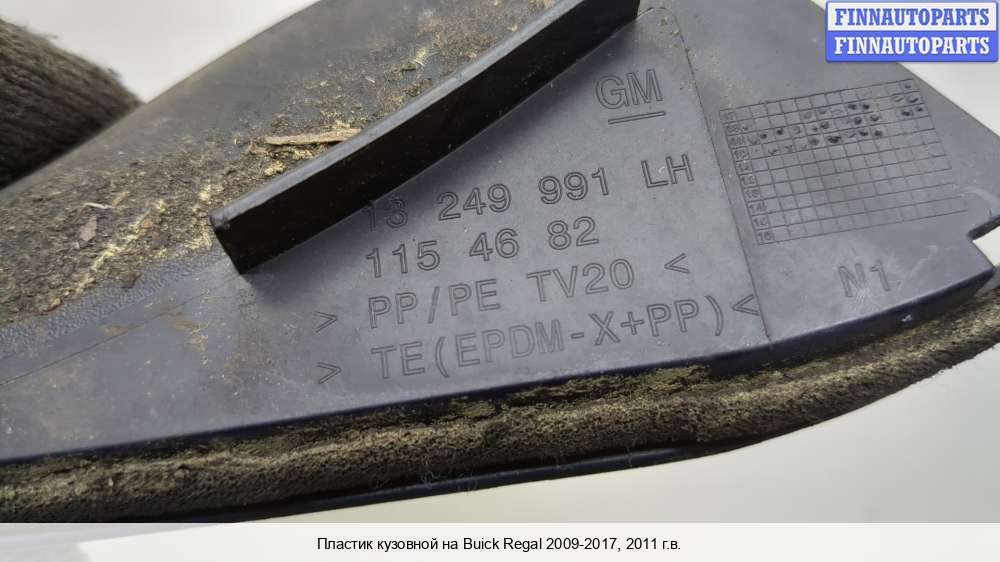 FINNAUTOPARTS
FINNAUTOPARTS
GM
13 249 991 LH
115 46 82
> PP/PE TV20 <
> TE(EPDM-X+PP)<
N1
Пластик кузовной на Buick Regal 2009-2017, 2011 г.в.